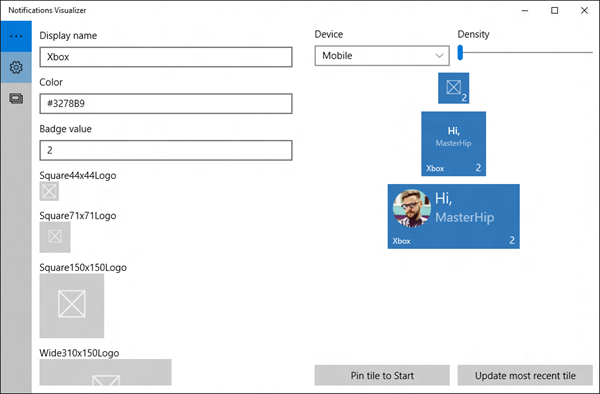 Notifications Visualizer
Display name
Xbox
Color
#3278B9
Badge value
2
Square44x44Logo
Square71x71Logo
Square150x150Logo
Wide310x150Logo
Device
Mobile
Density
2
Hi,
MasterHip
Xbox 2
Hi,
MasterHip
Xbox 2
Pin tile to Start
Update most recent tile